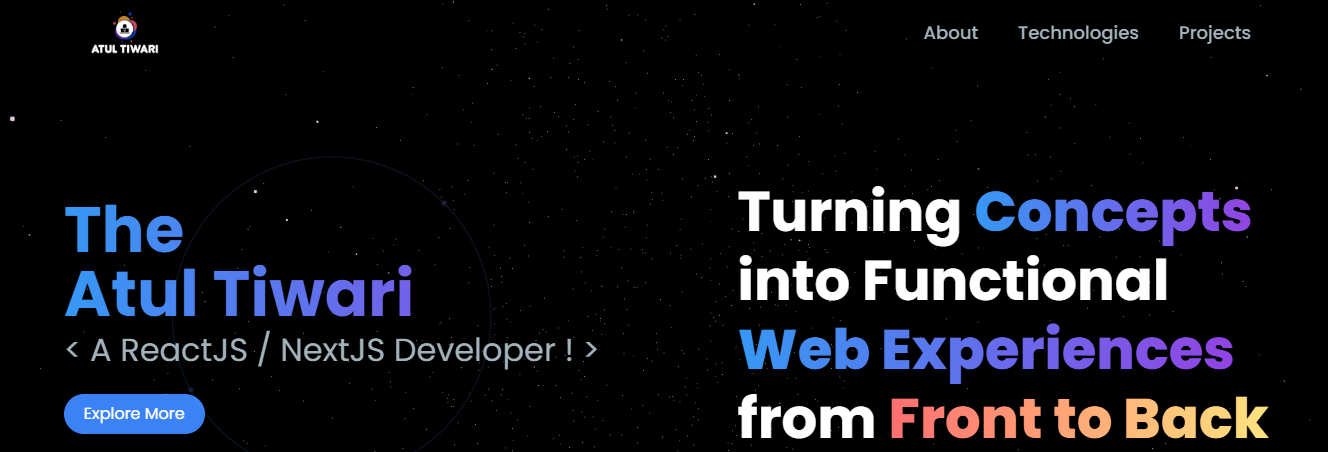 ATUL TIWARI
About Technologies Projects
The
Atul Tiwari
< A ReactJS / NextJS Developer ! >
Explore More
Turning Concepts
into Functional
Web Experiences
from Front to Back